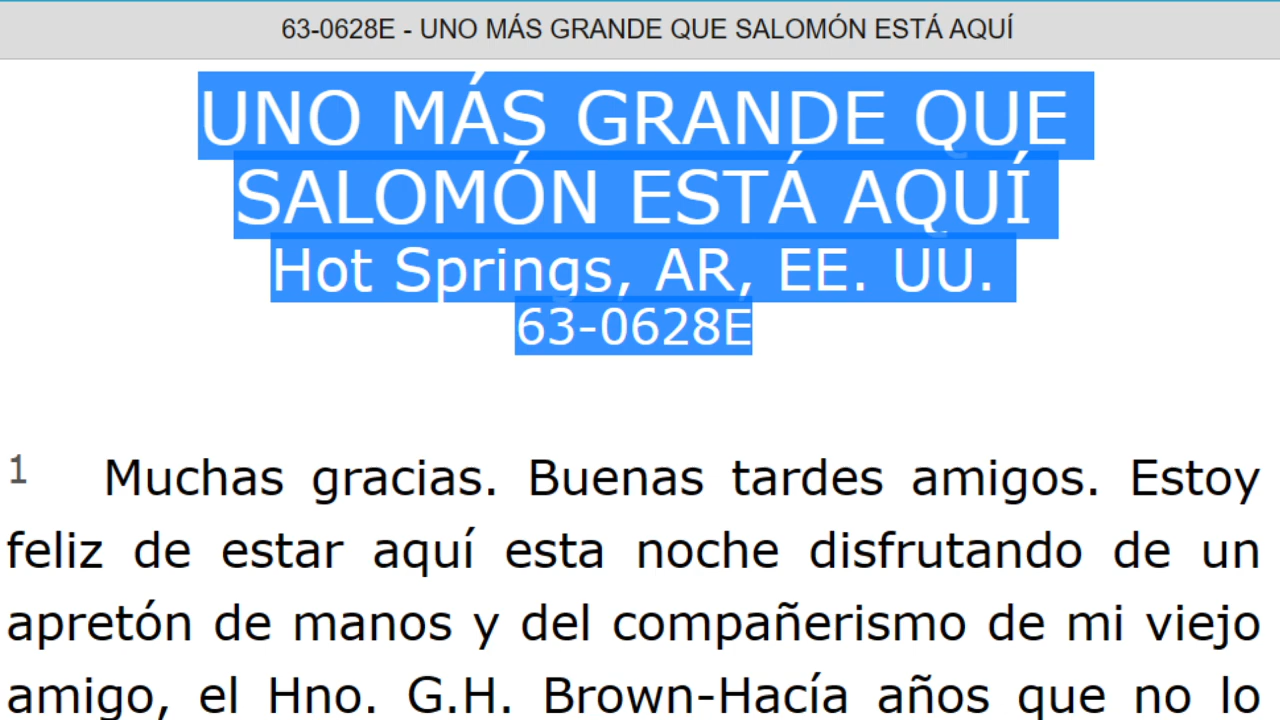 63-0628E - UNO MÁS GRANDE QUE SALOMÓN ESTÁ AQUÍ
UNO MÁS GRANDE QUE
SALOMÓN ESTÁ AQUÍ
Hot Springs, AR, EE. UU.
63-0628E
1 Muchas gracias. Buenas tardes amigos. Estoy
feliz de estar aquí esta noche disfrutando de un
apretón de manos y del compañerismo de mi viejo
amigo, el Hno. G.H. Brown-Hacía años que no lo